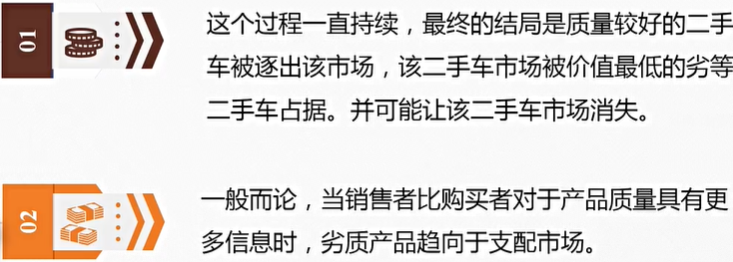 01
这个过程一直持续，最终的结局是质量较好的二手
车被逐出该市场，该二手车市场被价值最低的劣等
二手车占据。并可能让该二手车市场消失。
02
一般而论，当销售者比购买者对于产品质量具有更
多信息时，劣质产品趋向于支配市场。